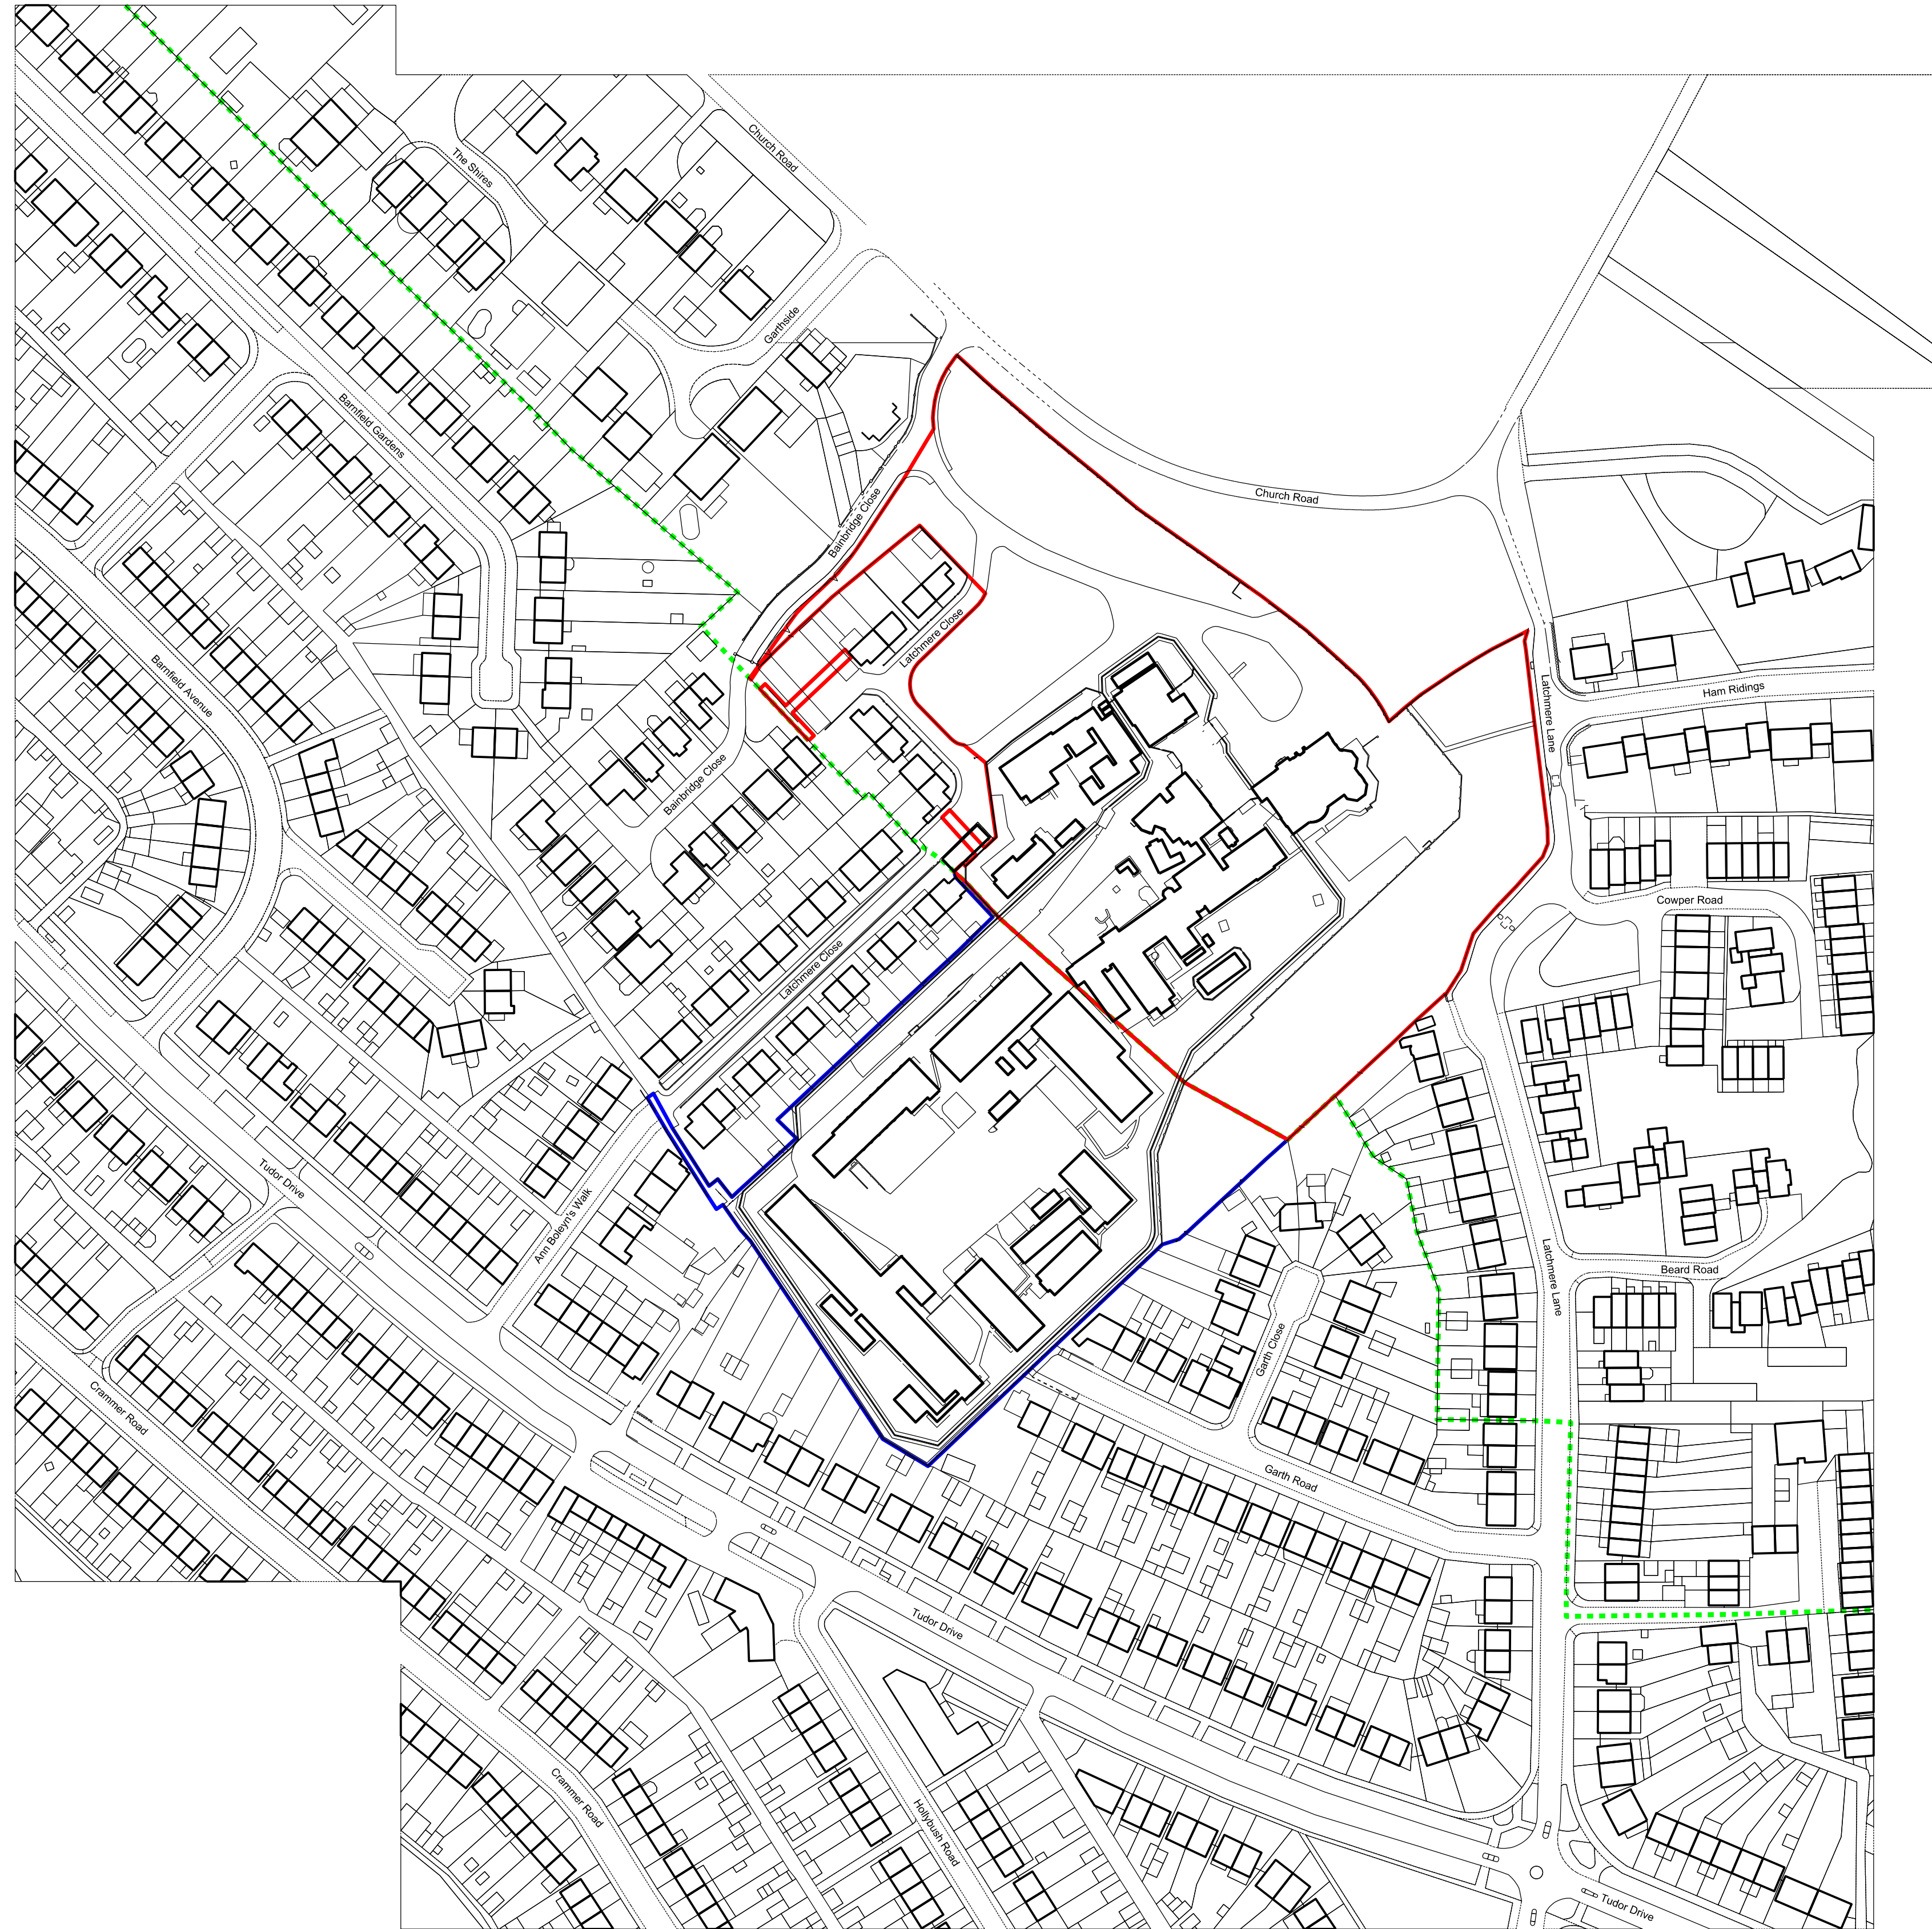 Church Road
The Shires
Garthside
Barnfield Gardens
Church Road
Bainbridge Close
Latchmere Close
Barnfield Avenue
Latchmere Lane
Ham Ridings
Bainbridge Close
Cowper Road
Latchmere Close
Tudor Drive
Ann Boleyn's Walk
Latchmere Lane
Beard Road
Garth Close
Crammer Road
Garth Road
Tudor Drive
Crammer Road
Hollybush Road
Tudor Drive